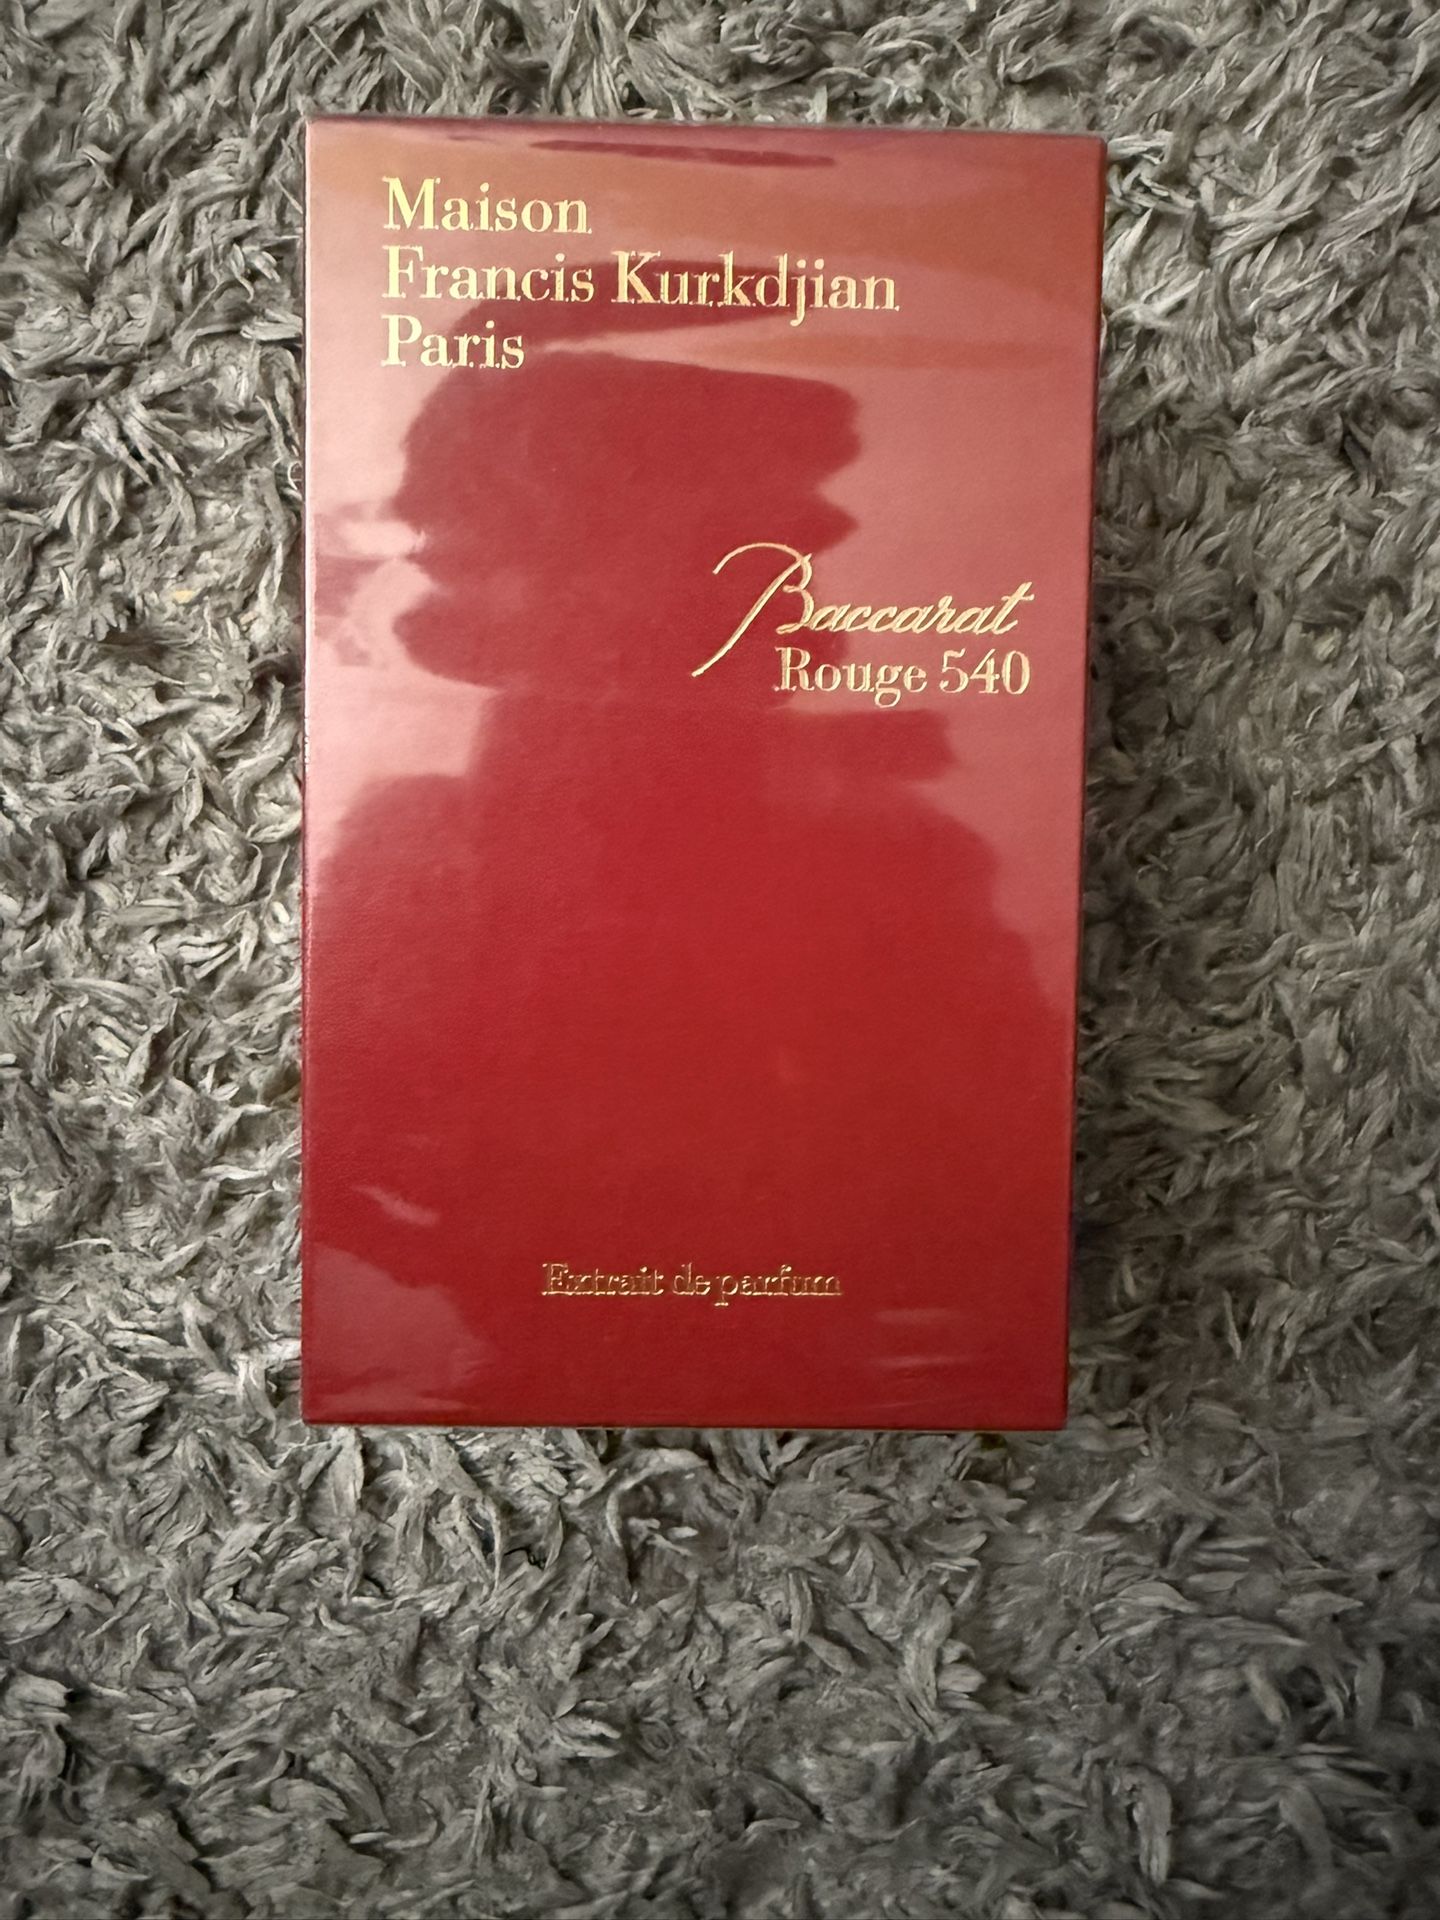 Maison
Francis Kurkdjian
Paris
Baccarat
Rouge 540
Extrait de parfum